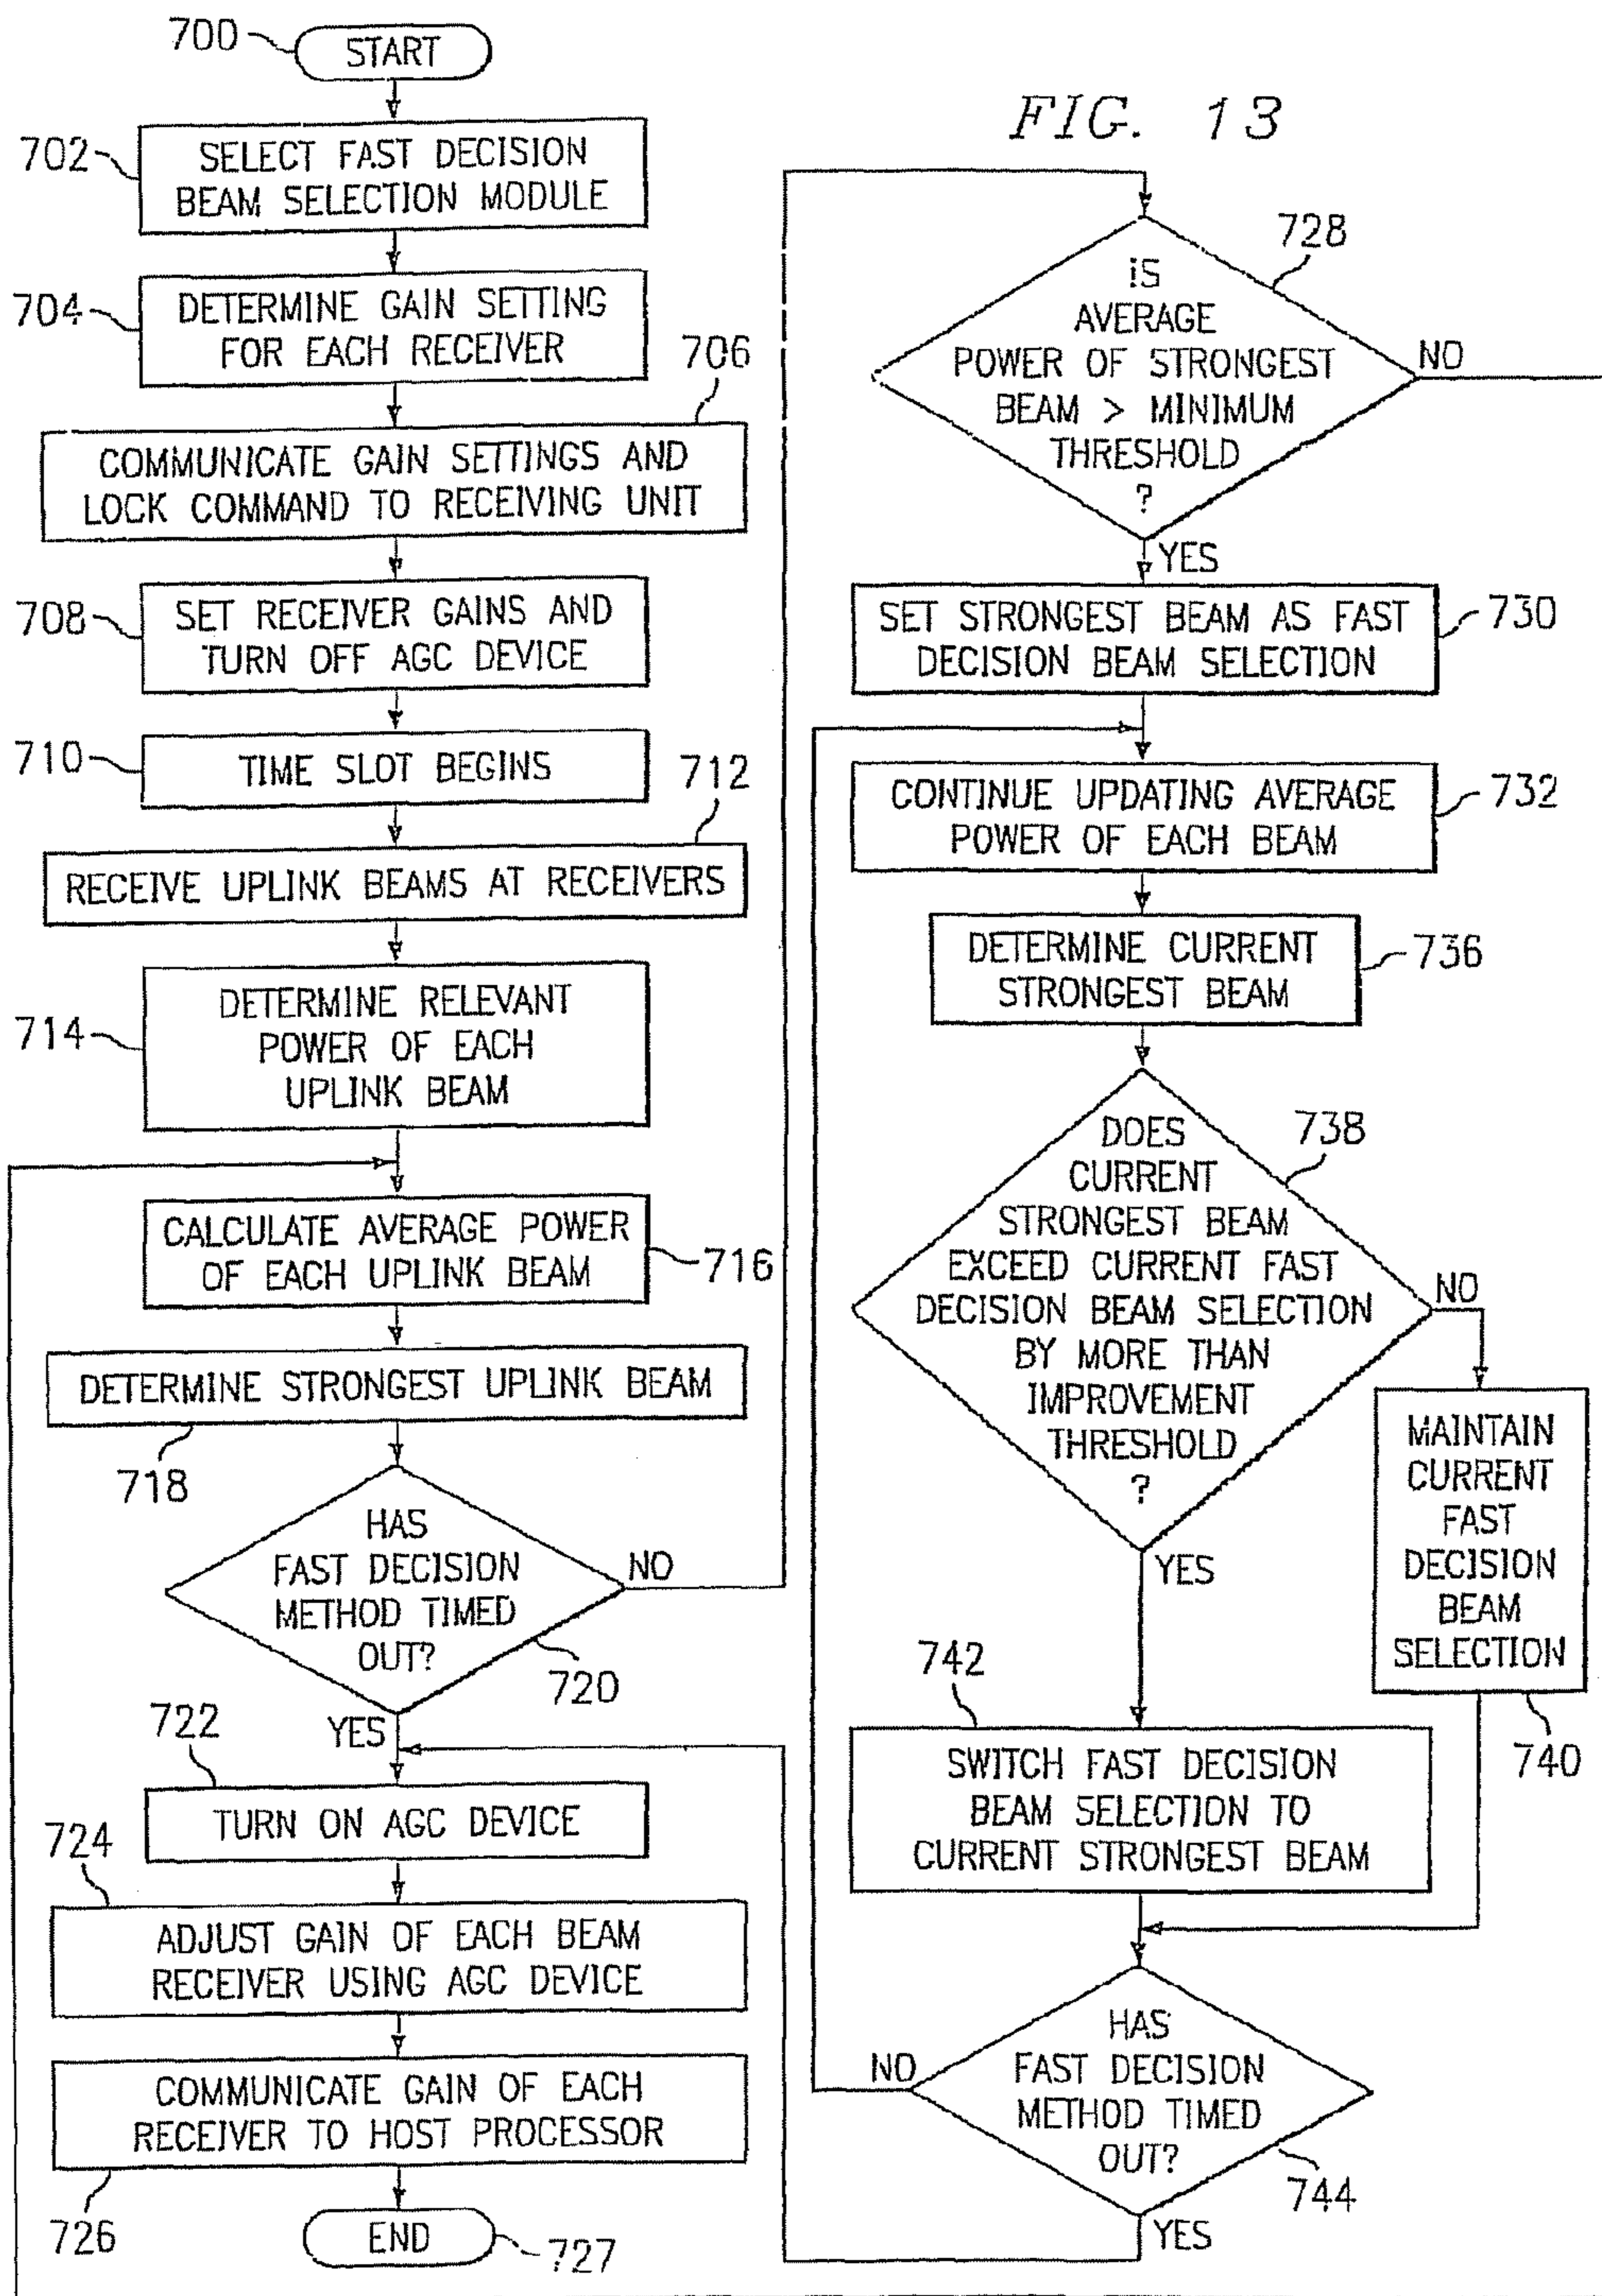 FIG. 13
700
START
702
SELECT FAST DECISION
BEAM SELECTION MODULE
704
DETERMINE GAIN SETTING
FOR EACH RECEIVER
706
COMMUNICATE GAIN SETTINGS AND
LOCK COMMAND TO RECEIVING UNIT
708
SET RECEIVER GAINS AND
TURN OFF AGC DEVICE
710
TIME SLOT BEGINS
712
RECEIVE UPLINK BEAMS AT RECEIVERS
714
DETERMINE RELEVANT
POWER OF EACH
UPLINK BEAM
CALCULATE AVERAGE POWER
OF EACH UPLINK BEAM
716
DETERMINE STRONGEST UPLINK BEAM
718
HAS
FAST DECISION
METHOD TIMED
OUT?
NO
720
YES
722
TURN ON AGC DEVICE
724
ADJUST GAIN OF EACH BEAM
RECEIVER USING AGC DEVICE
COMMUNICATE GAIN OF EACH
RECEIVER TO HOST PROCESSOR
726
END
727
728
IS
AVERAGE
POWER OF STRONGEST
BEAM > MINIMUM
THRESHOLD
?
NO
YES
SET STRONGEST BEAM AS FAST
DECISION BEAM SELECTION
730
CONTINUE UPDATING AVERAGE
POWER OF EACH BEAM
732
DETERMINE CURRENT
STRONGEST BEAM
736
DOES
CURRENT
STRONGEST BEAM
EXCEED CURRENT FAST
DECISION BEAM SELECTION
BY MORE THAN
IMPROVEMENT
THRESHOLD
?
738
NO
YES
MAINTAIN
CURRENT
FAST
DECISION
BEAM
SELECTION
740
742
SWITCH FAST DECISION
BEAM SELECTION TO
CURRENT STRONGEST BEAM
HAS
FAST DECISION
METHOD TIMED
OUT?
NO
744
YES